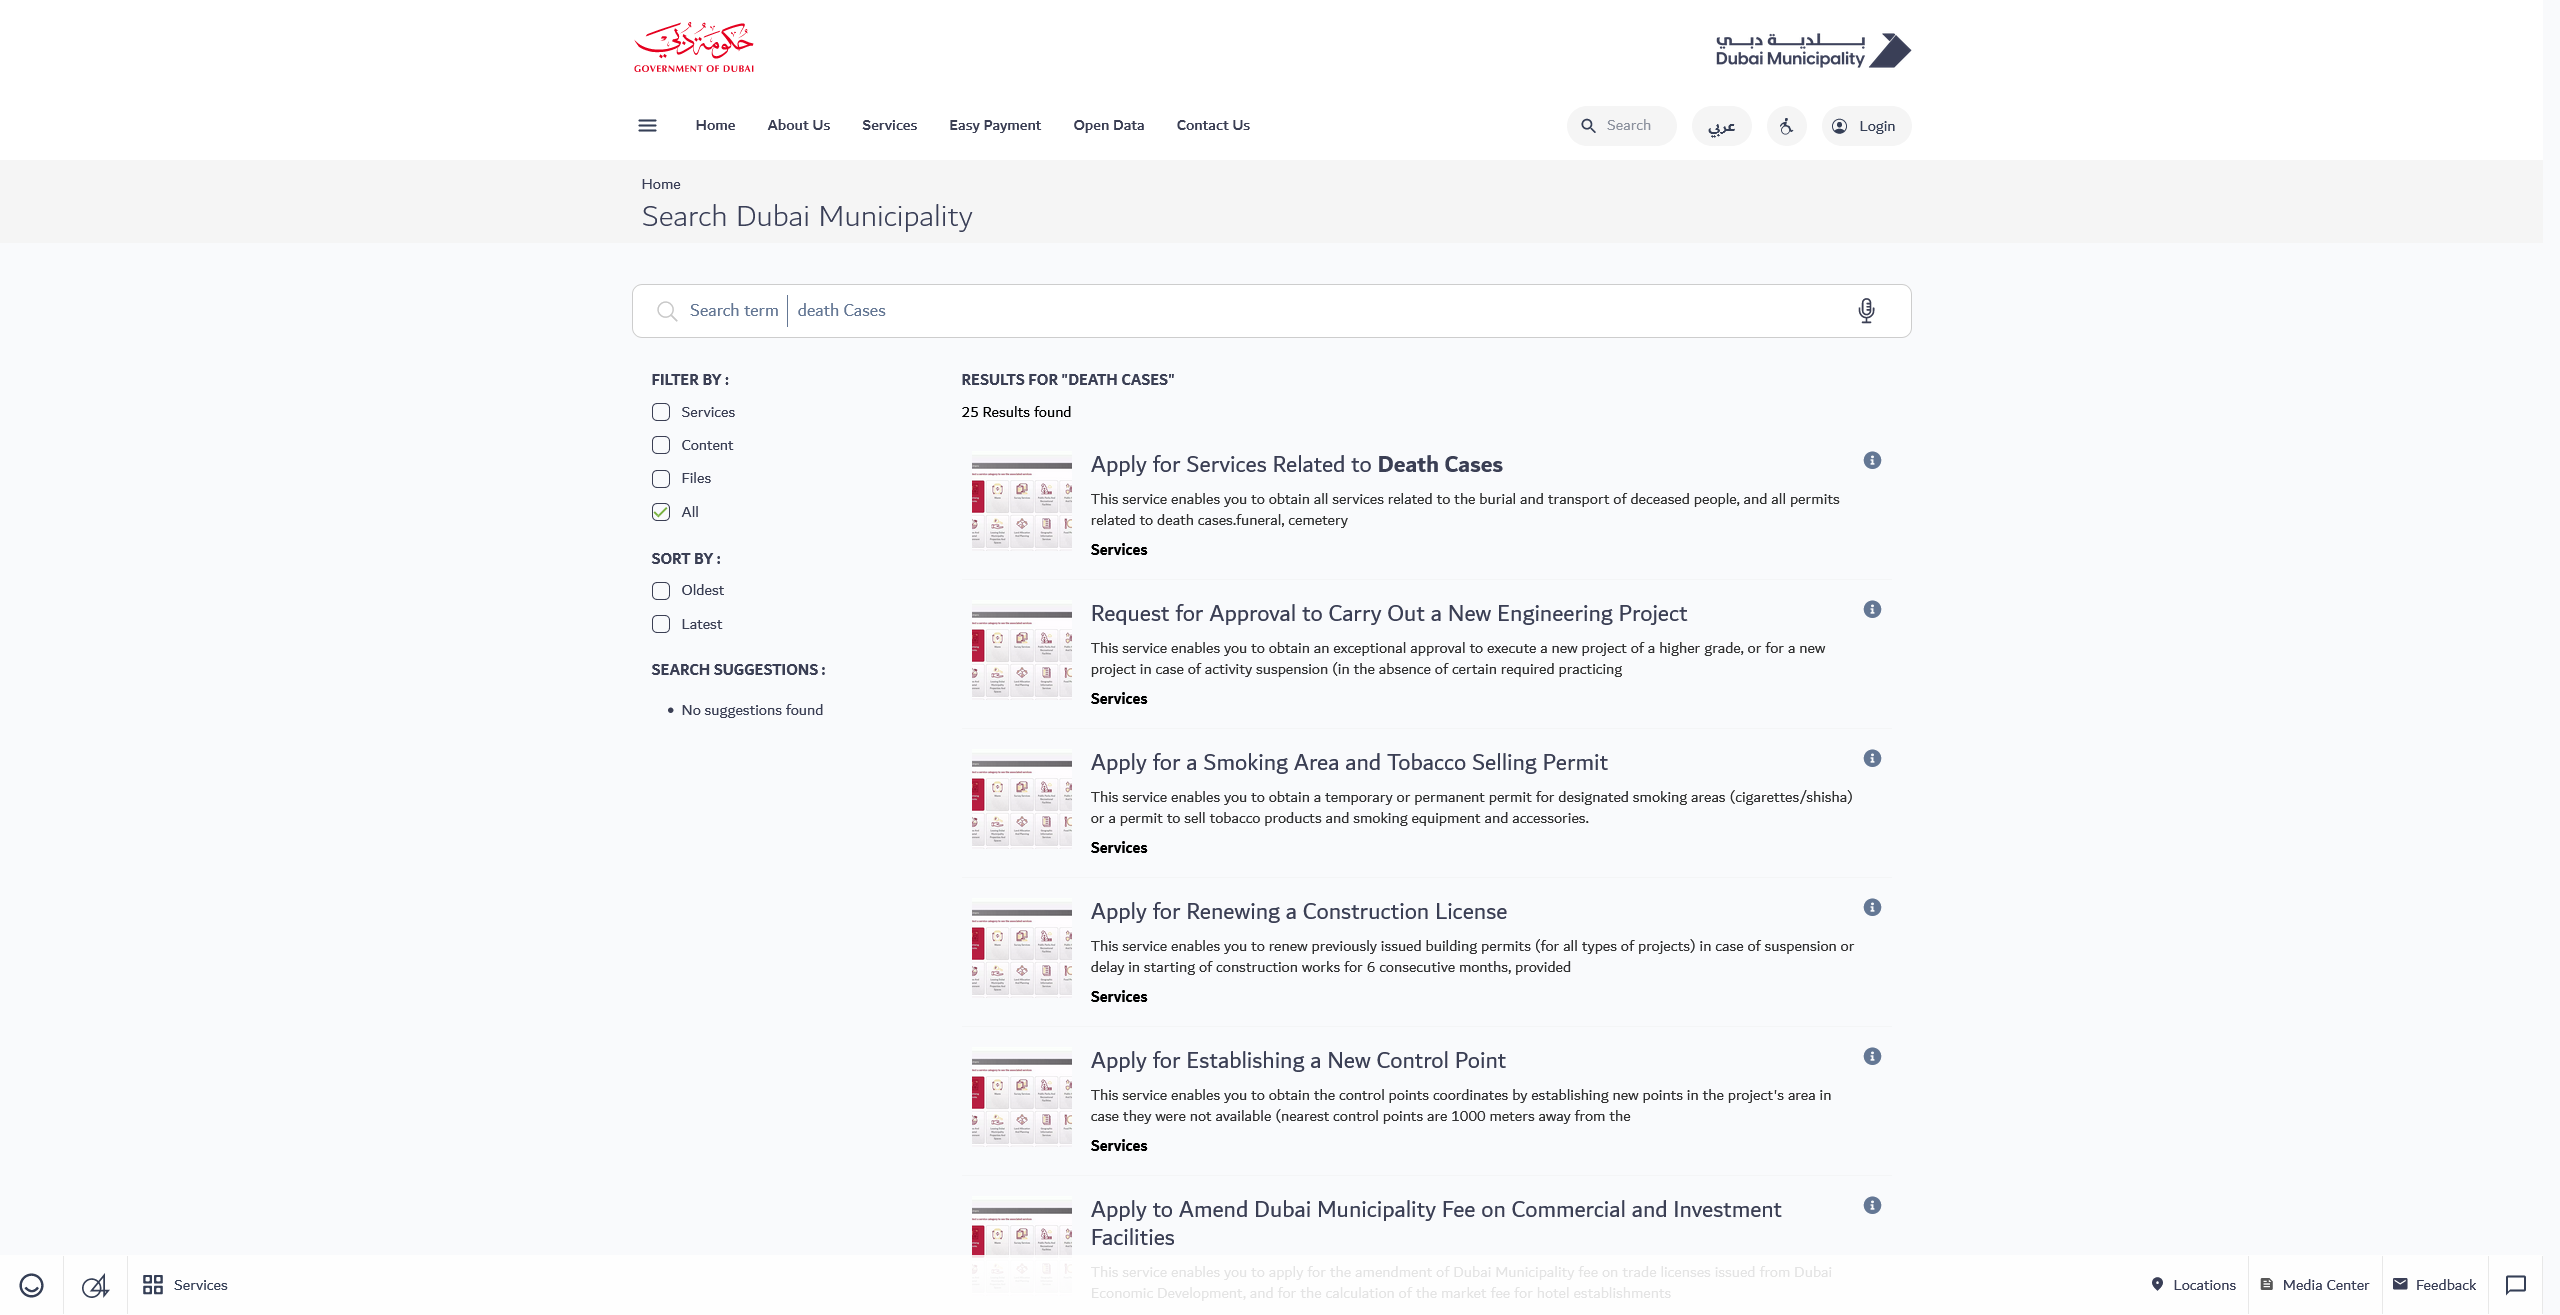 حكومة دبي
GOVERNMENT OF DUBAI
بلدية دبي
Dubai Municipality
Home
About Us
Services
Easy Payment
Open Data
Contact Us
Search
عربي
Login
Home
Search Dubai Municipality
Search term
death Cases
FILTER BY :
Services
Content
Files
All
SORT BY :
Oldest
Latest
SEARCH SUGGESTIONS :
• No suggestions found
RESULTS FOR "DEATH CASES"
25 Results found
Apply for Services Related to Death Cases
This service enables you to obtain all services related to the burial and transport of deceased people, and all permits
related to death cases.funeral, cemetery
Services
Request for Approval to Carry Out a New Engineering Project
This service enables you to obtain an exceptional approval to execute a new project of a higher grade, or for a new
project in case of activity suspension (in the absence of certain required practicing
Services
Apply for a Smoking Area and Tobacco Selling Permit
This service enables you to obtain a temporary or permanent permit for designated smoking areas (cigarettes/shisha)
or a permit to sell tobacco products and smoking equipment and accessories.
Services
Apply for Renewing a Construction License
This service enables you to renew previously issued building permits (for all types of projects) in case of suspension or
delay in starting of construction works for 6 consecutive months, provided
Services
Apply for Establishing a New Control Point
This service enables you to obtain the control points coordinates by establishing new points in the project's area in
case they were not available (nearest control points are 1000 meters away from the
Services
Apply to Amend Dubai Municipality Fee on Commercial and Investment
Facilities
This service enables you to apply for the amendment of Dubai Municipality fee on trade licenses issued from Dubai
Economic Development, and for the calculation of the market fee for hotel establishments
Services
Locations
Media Center
Feedback